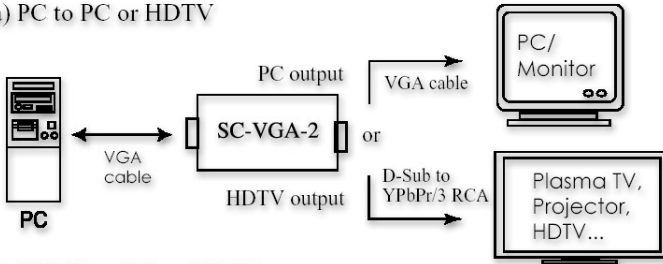 ) PC to PC or HDTV
PC output
VGA cable
PC/
Monitor
SC-VGA-2
or
VGA
cable
PC
HDTV output
D-Sub to
YPbPr/3 RCA
Plasma TV,
Projector,
HDTV...